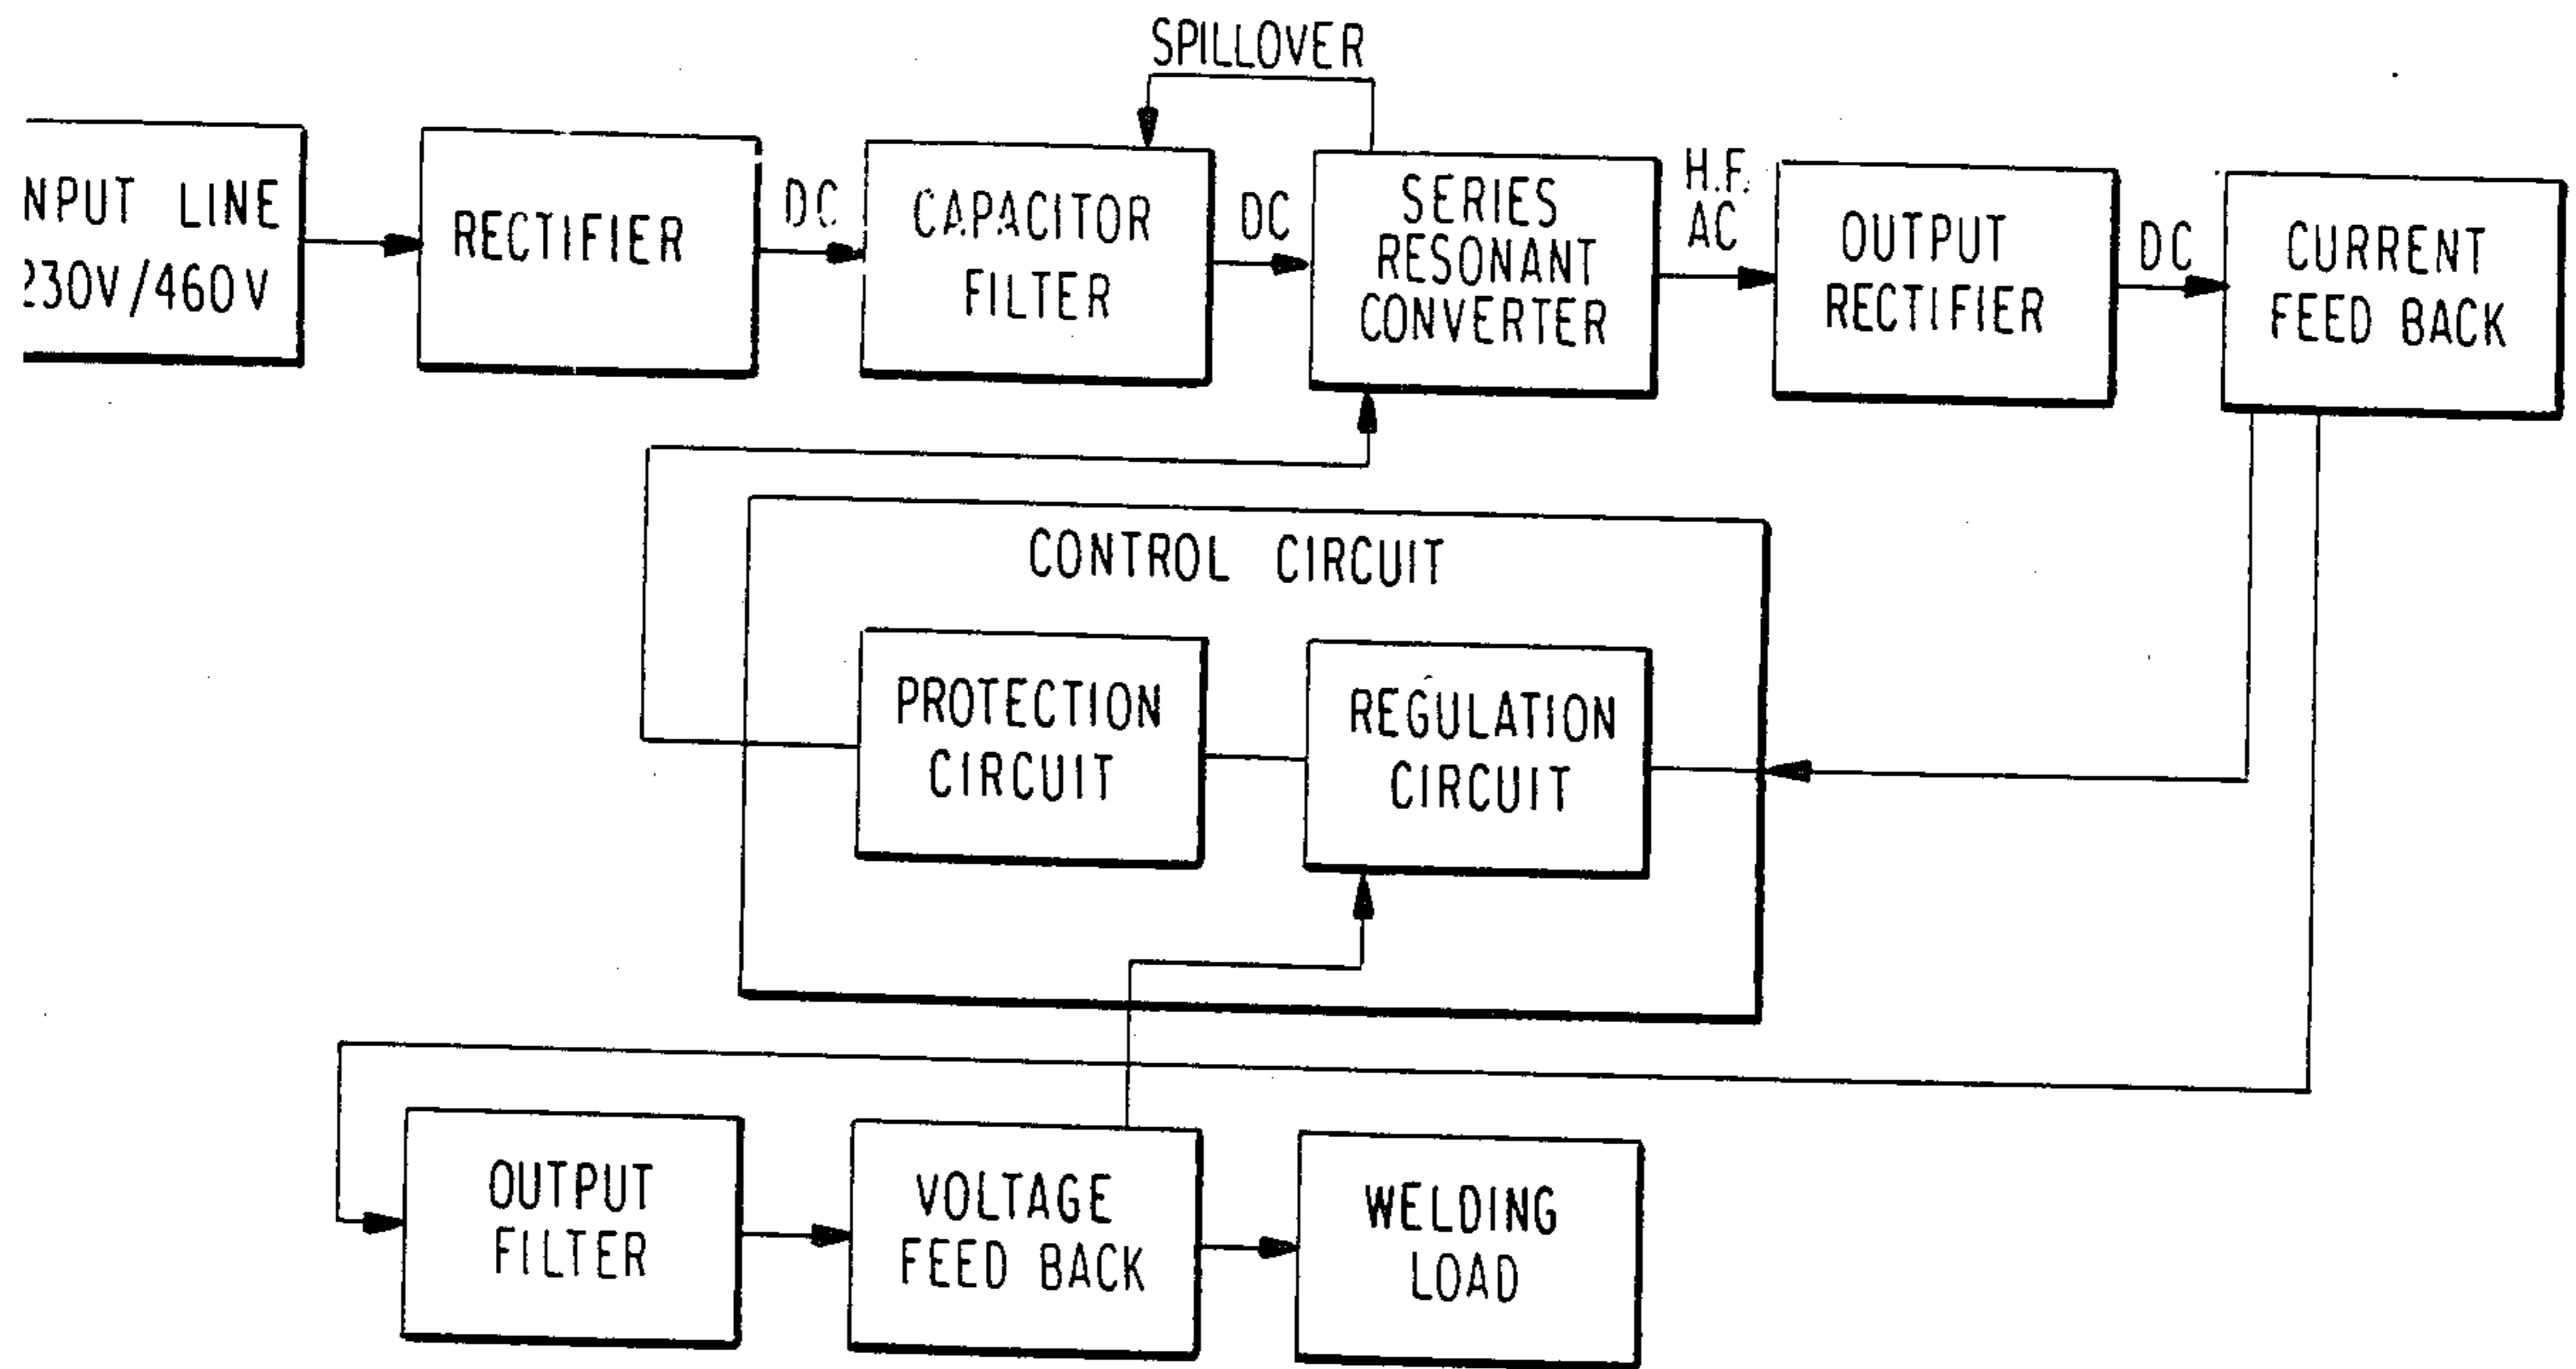 SPILLOVER
NPUT LINE
230V/460V
RECTIFIER
DC
CAPACITOR
FILTER
DC
SERIES
RESONANT
CONVERTER
H.F.
AC
OUTPUT
RECTIFIER
DC
CURRENT
FEED BACK
CONTROL CIRCUIT
PROTECTION
CIRCUIT
REGULATION
CIRCUIT
OUTPUT
FILTER
VOLTAGE
FEED BACK
WELDING
LOAD